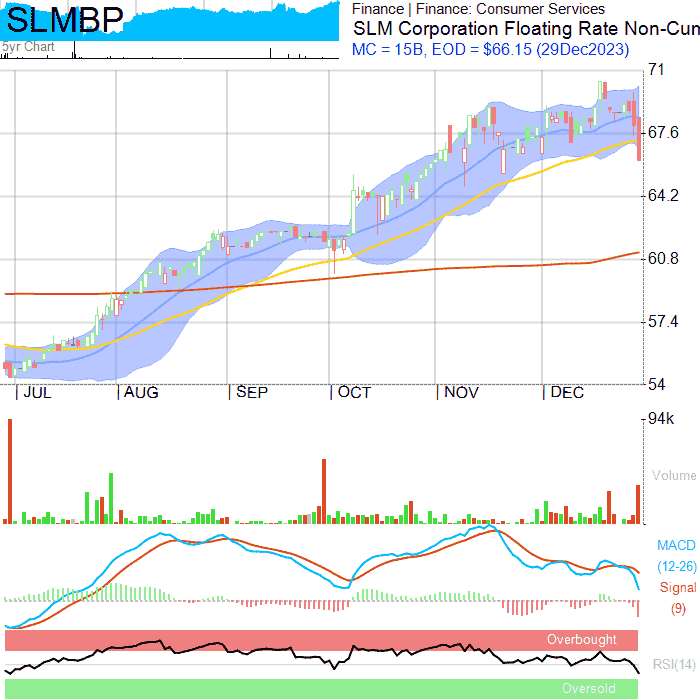 SLMBP
5yr Chart
Finance | Finance: Consumer Services
SLM Corporation Floating Rate Non-Cun
MC = 15B, EOD = $66.15 (29Dec2023)
71
67.6
64.2
60.8
57.4
54
JUL AUG SEP OCT NOV DEC
94k
Volume
MACD
(12-26)
Signal
(9)
Overbought
RSI(14)
Oversold